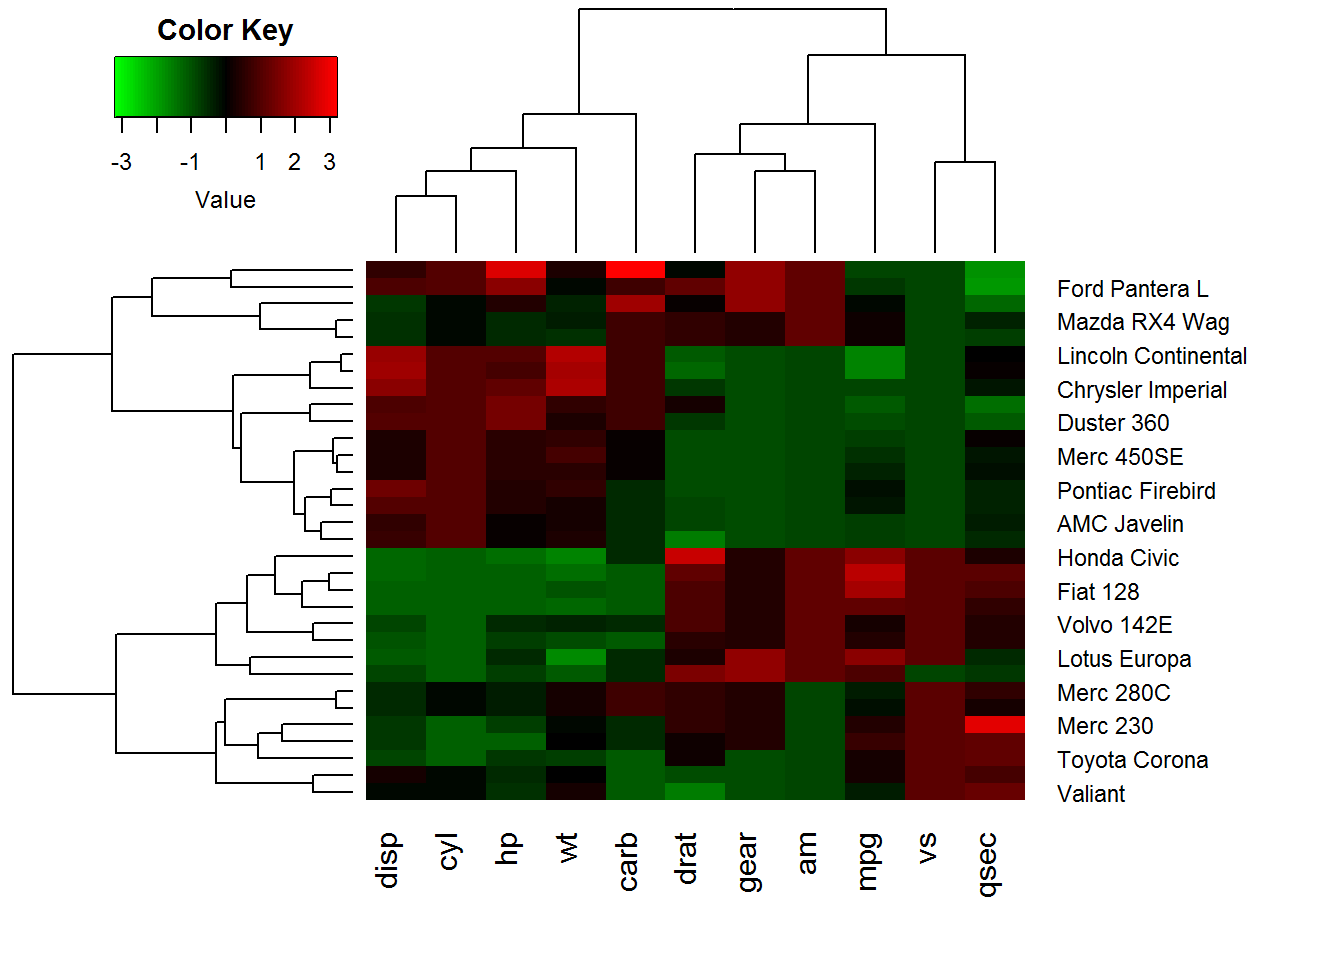 Color Key
-3 -1 1 2 3
Value
Ford Pantera L
Mazda RX4 Wag
Lincoln Continental
Chrysler Imperial
Duster 360
Merc 450SE
Pontiac Firebird
AMC Javelin
Honda Civic
Fiat 128
Volvo 142E
Lotus Europa
Merc 280C
Merc 230
Toyota Corona
Valiant
disp cyl hp wt carb drat gear am mpg vs qsec